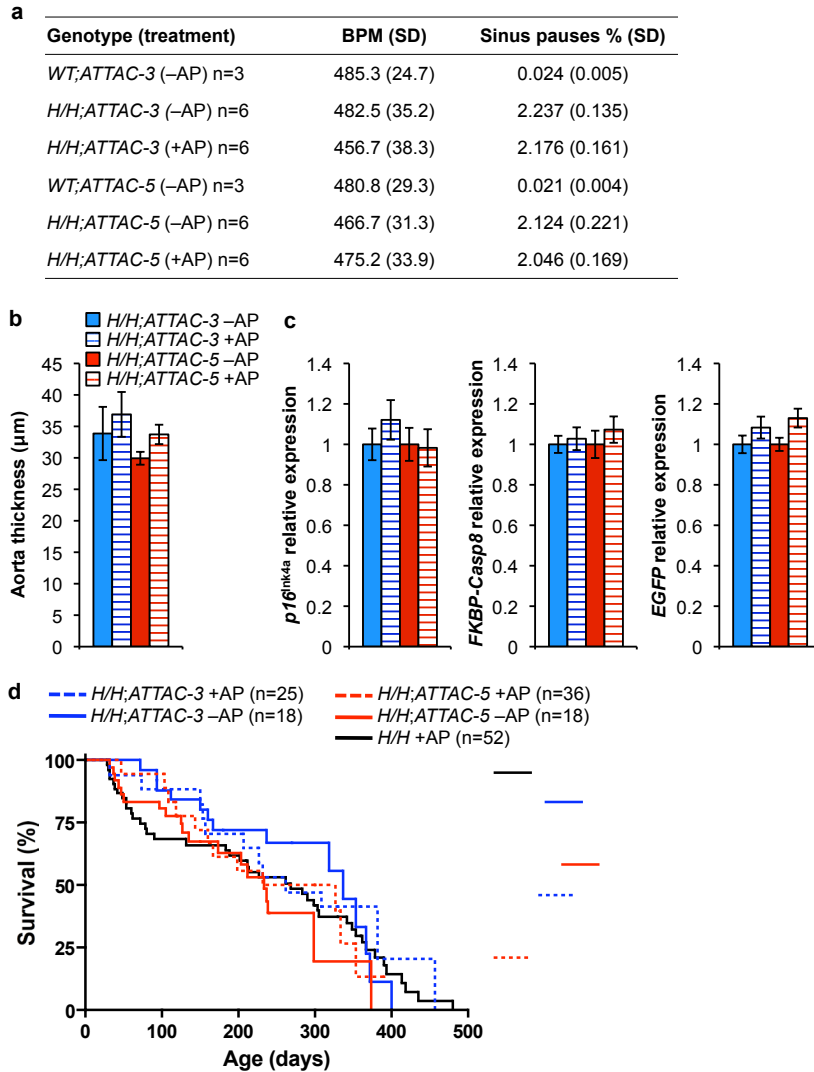 a
Genotype (treatment) BPM (SD) Sinus pauses % (SD)
WT;ATTAC-3 (–AP) n=3 485.3 (24.7) 0.024 (0.005)
H/H;ATTAC-3 (–AP) n=6 482.5 (35.2) 2.237 (0.135)
H/H;ATTAC-3 (+AP) n=6 456.7 (38.3) 2.176 (0.161)
WT;ATTAC-5 (–AP) n=3 480.8 (29.3) 0.021 (0.004)
H/H;ATTAC-5 (–AP) n=6 466.7 (31.3) 2.124 (0.221)
H/H;ATTAC-5 (+AP) n=6 475.2 (33.9) 2.046 (0.169)
b
H/H;ATTAC-3 –AP
H/H;ATTAC-3 +AP
H/H;ATTAC-5 –AP
H/H;ATTAC-5 +AP
Aorta thickness (µm)
45
40
35
30
25
20
15
10
5
0
c
p16Ink4a relative expression
1.4
1.2
1
0.8
0.6
0.4
0.2
0
FKBP-Casp8 relative expression
1.4
1.2
1
0.8
0.6
0.4
0.2
0
EGFP relative expression
1.4
1.2
1
0.8
0.6
0.4
0.2
0
d
H/H;ATTAC-3 +AP (n=25)
H/H;ATTAC-3 –AP (n=18)
H/H;ATTAC-5 +AP (n=36)
H/H;ATTAC-5 –AP (n=18)
H/H +AP (n=52)
Survival (%)
100
75
50
25
0
0 100 200 300 400 500
Age (days)